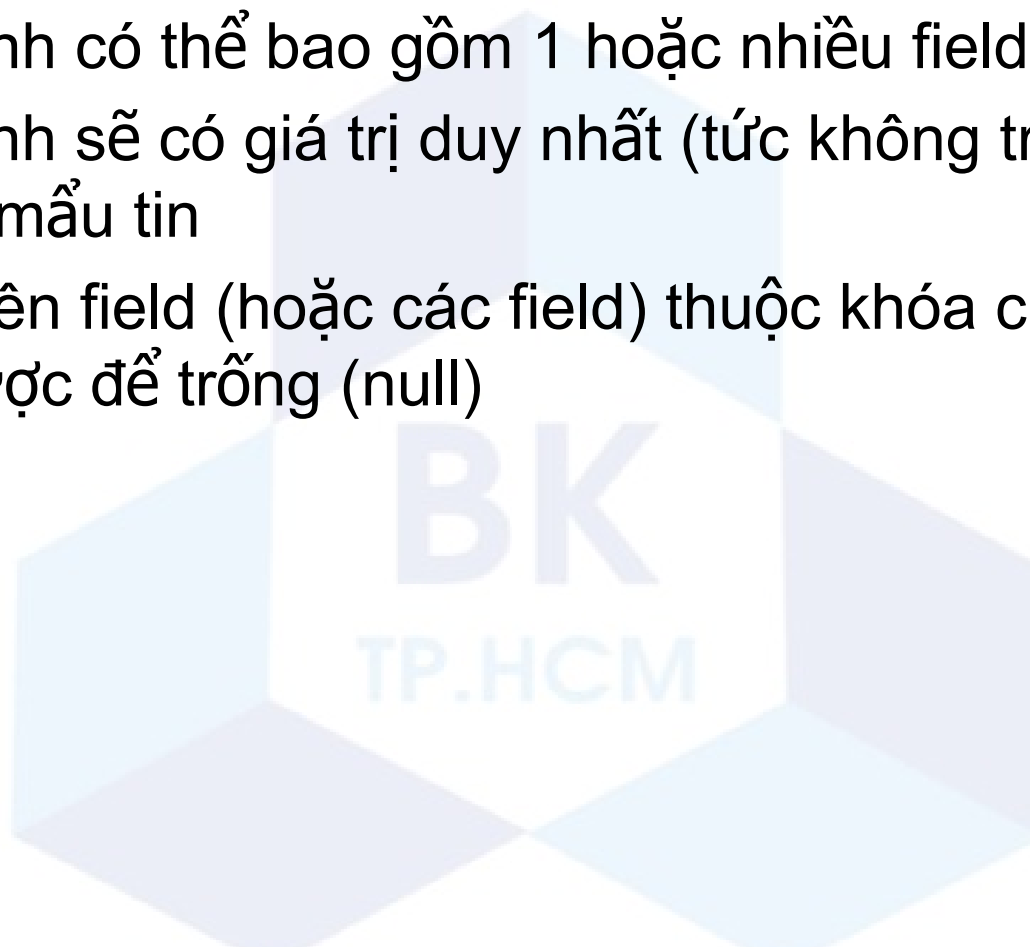 nh có thể bao gồm 1 hoặc nhiều field
nh sẽ có giá trị duy nhất (tức không tr
mẩu tin
ên field (hoặc các field) thuộc khóa c
ược để trống (null)
BK
TP.HCM